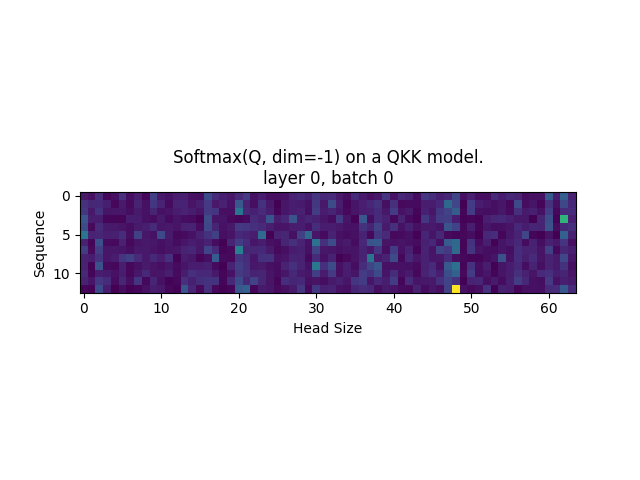 Softmax(Q, dim=-1) on a QKK model.
layer 0, batch 0
0
5
10
Sequence
0 10 20 30 40 50 60
Head Size